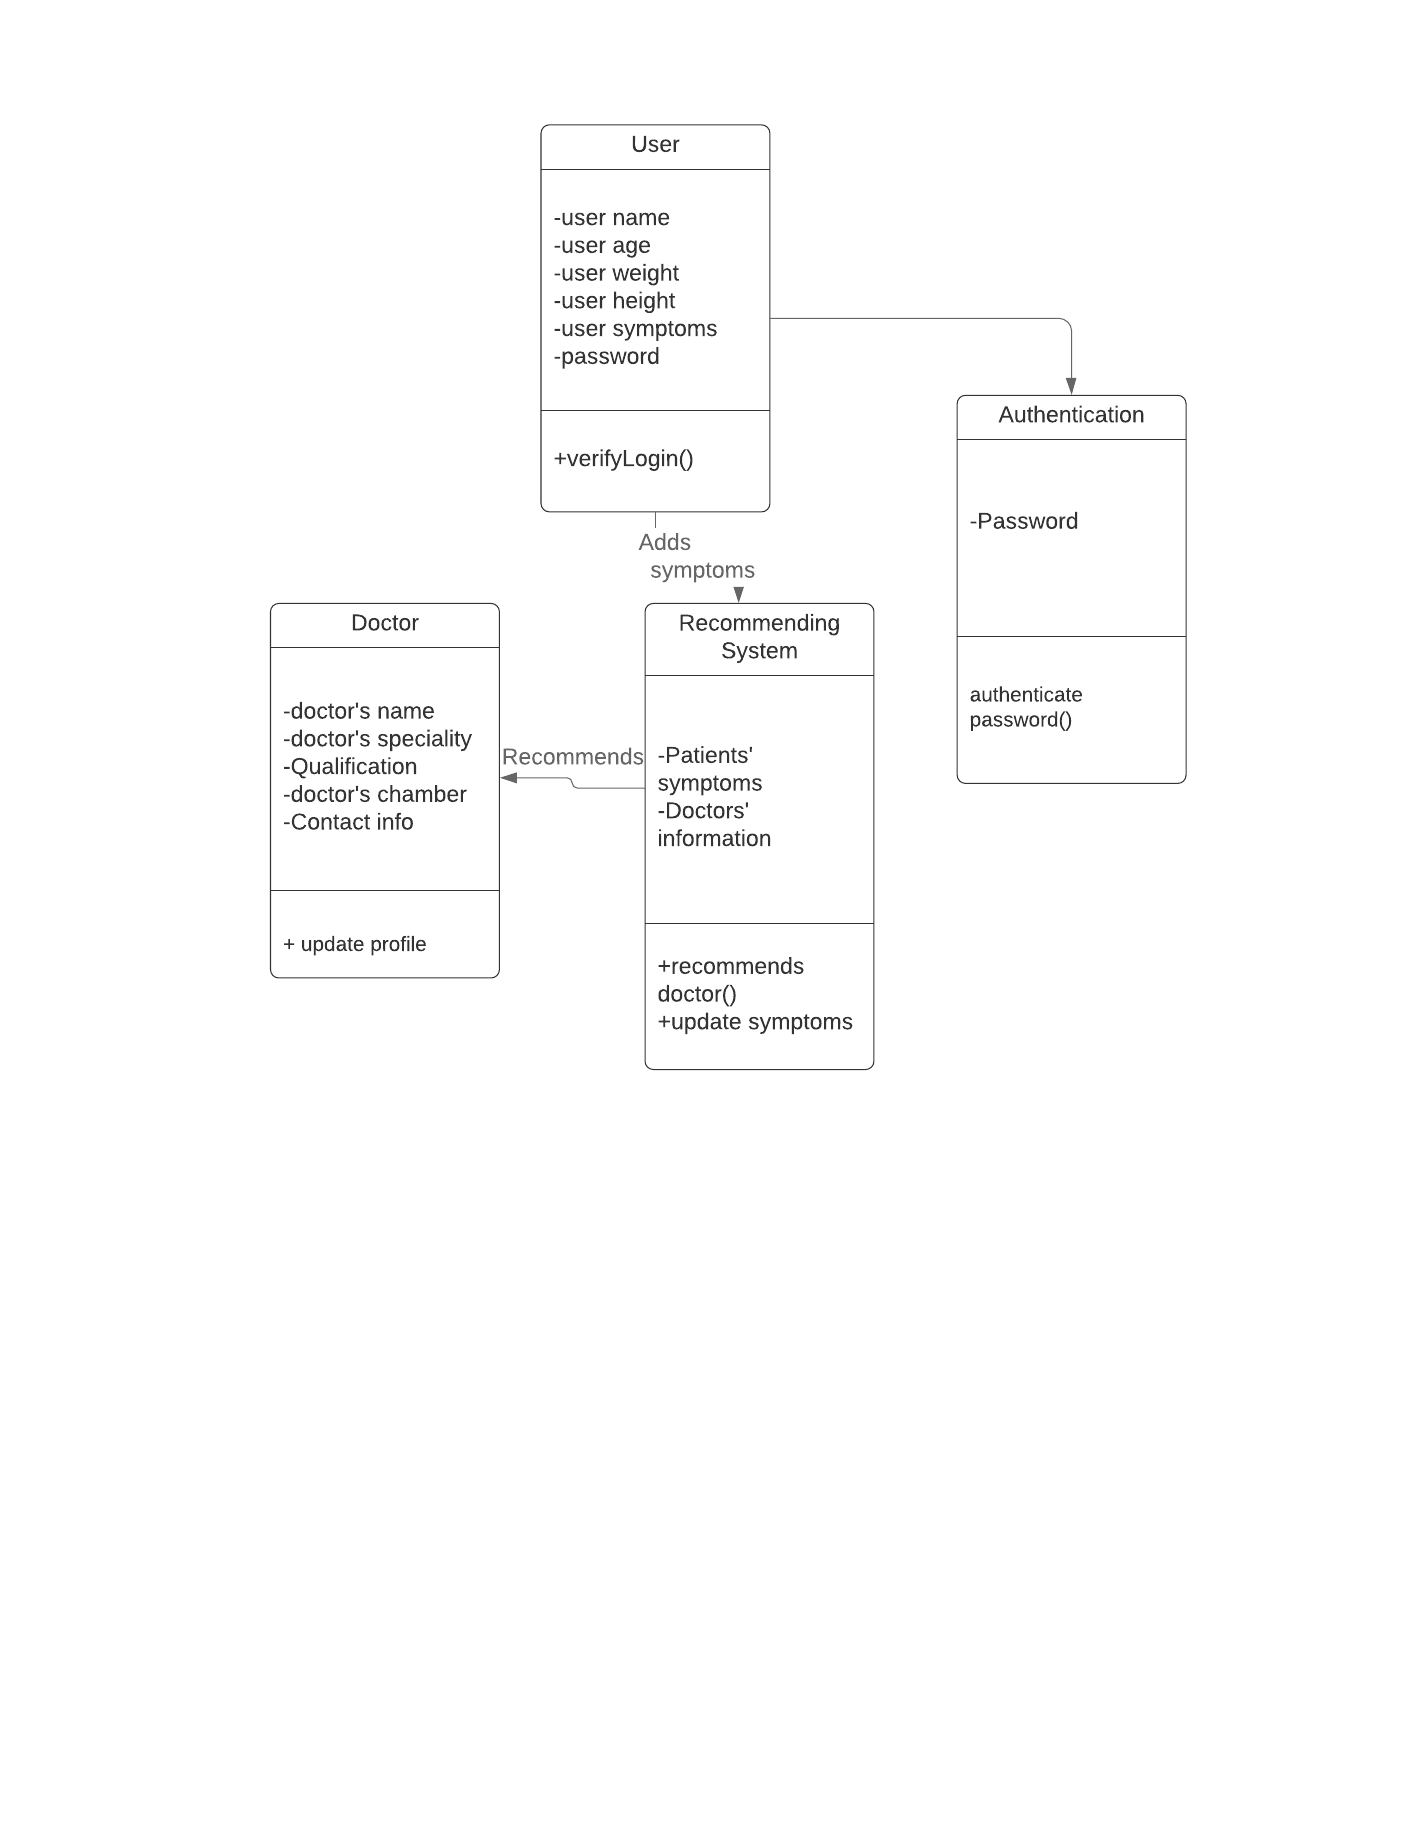 User
-user name
-user age
-user weight
-user height
-user symptoms
-password
+verifyLogin()
Adds
symptoms
Authentication
-Password
authenticate
password()
Doctor
-doctor's name
-doctor's speciality
-Qualification
-doctor's chamber
-Contact info
+ update profile
Recommends
Recommending
System
-Patients'
symptoms
-Doctors'
information
+recommends
doctor()
+update symptoms